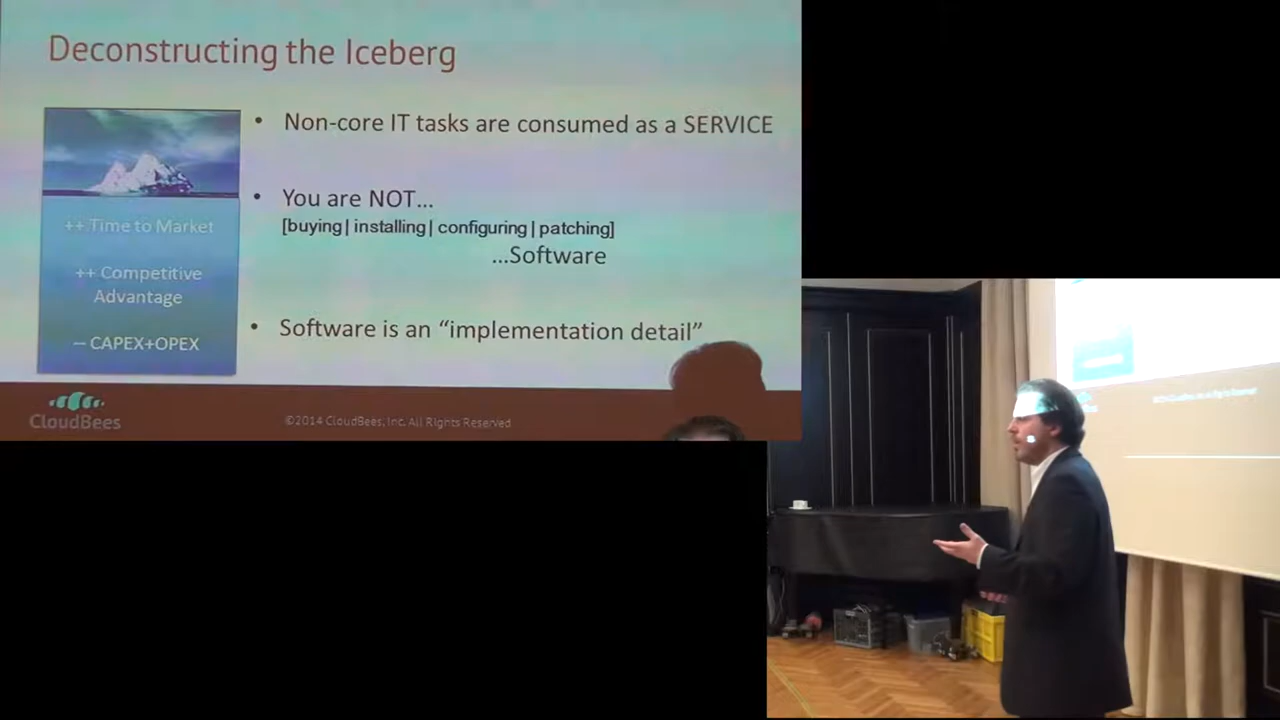 Deconstructing the Iceberg
• Non-core IT tasks are consumed as a SERVICE
• You are NOT...
[buying| installing| configuring| patching]
...Software
• Software is an “implementation detail”
++ Time to Market
++ Competitive
Advantage
-- CAPEX+OPEX
CloudBees
©2014 CloudBees, Inc. All Rights Reserved